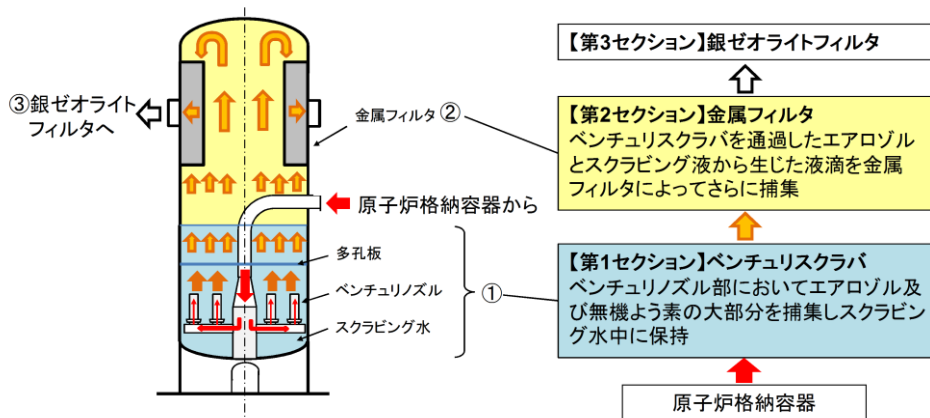 ③銀ゼオライト
フィルタへ
金属フィルタ ②
原子炉格納容器から
多孔板
ベンチュリノズル
スクラビング水
①
【第3セクション】銀ゼオライトフィルタ
【第2セクション】金属フィルタ
ベンチュリスクラバを通過したエアロゾル
とスクラビング液から生じた液滴を金属
フィルタによってさらに捕集
【第1セクション】ベンチュリスクラバ
ベンチュリノズル部においてエアロゾル及
び無機よう素の大部分を捕集しスクラビン
グ水中に保持
原子炉格納容器